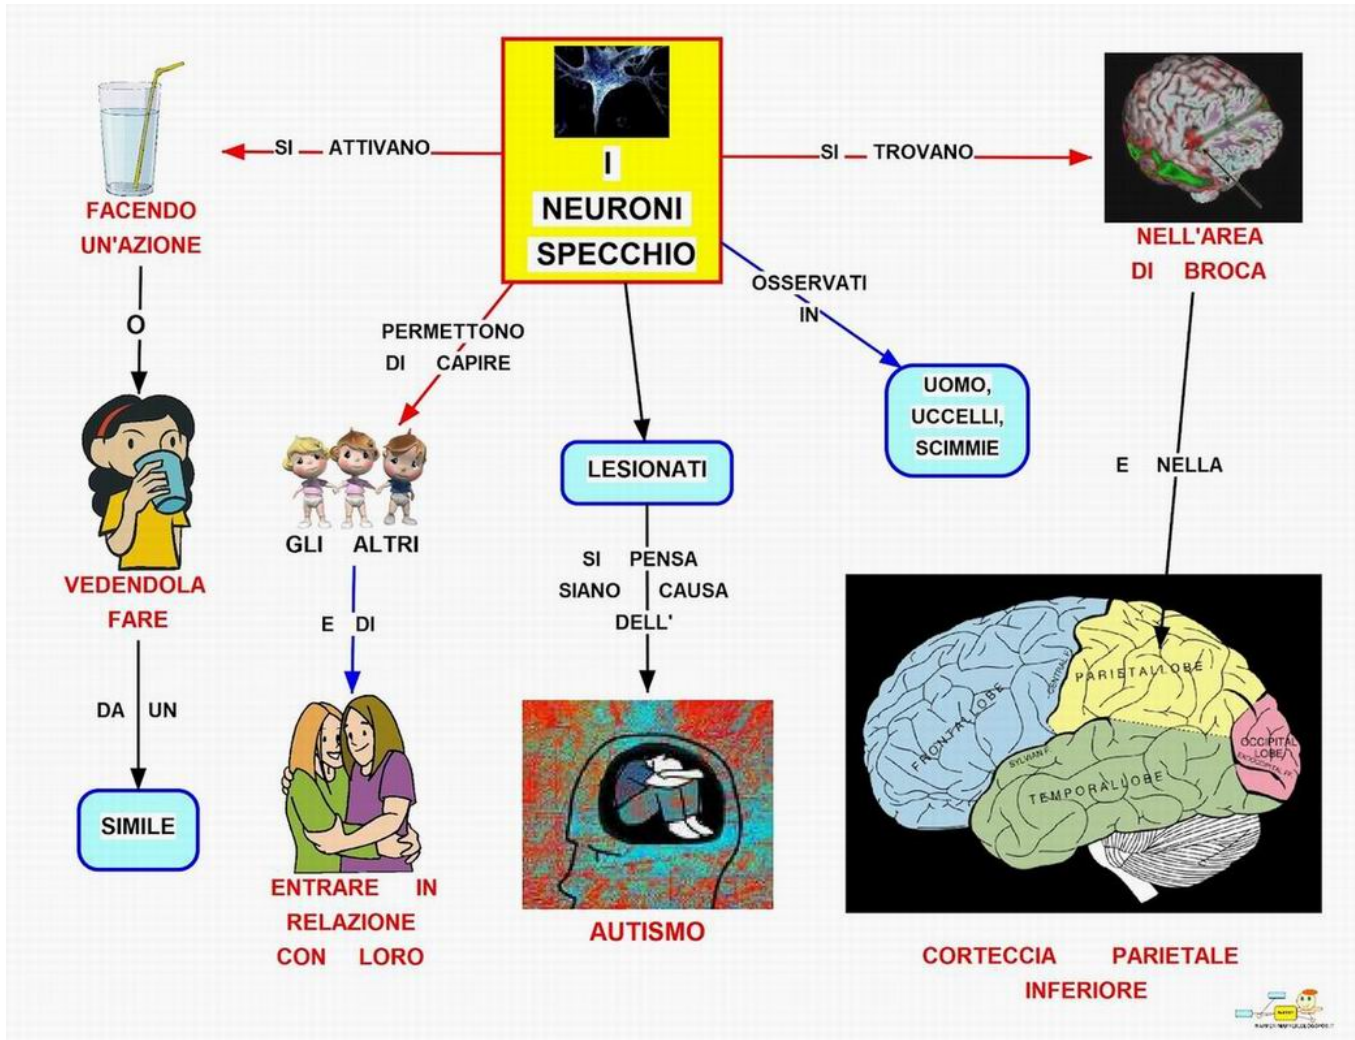 I
NEURONI
SPECCHIO
SI ATTIVANO
FACENDO
UN'AZIONE
O
VEDENDOLA
FARE
DA UN
SIMILE
PERMETTONO
DI CAPIRE
GLI ALTRI
E DI
ENTRARE IN
RELAZIONE
CON LORO
LESIONATI
SI PENSA
SIANO CAUSA
DELL'
AUTISMO
OSSERVATI
IN
UOMO,
UCCELLI,
SCIMMIE
SI TROVANO
NELL'AREA
DI BROCA
E NELLA
FRONTAL LOBE
CENTRAL F.
PARIETAL LOBE
SYLVIAN F.
TEMPORAL LOBE
OCCIPITAL
LOBE
CORTECCIA PARIETALE
INFERIORE